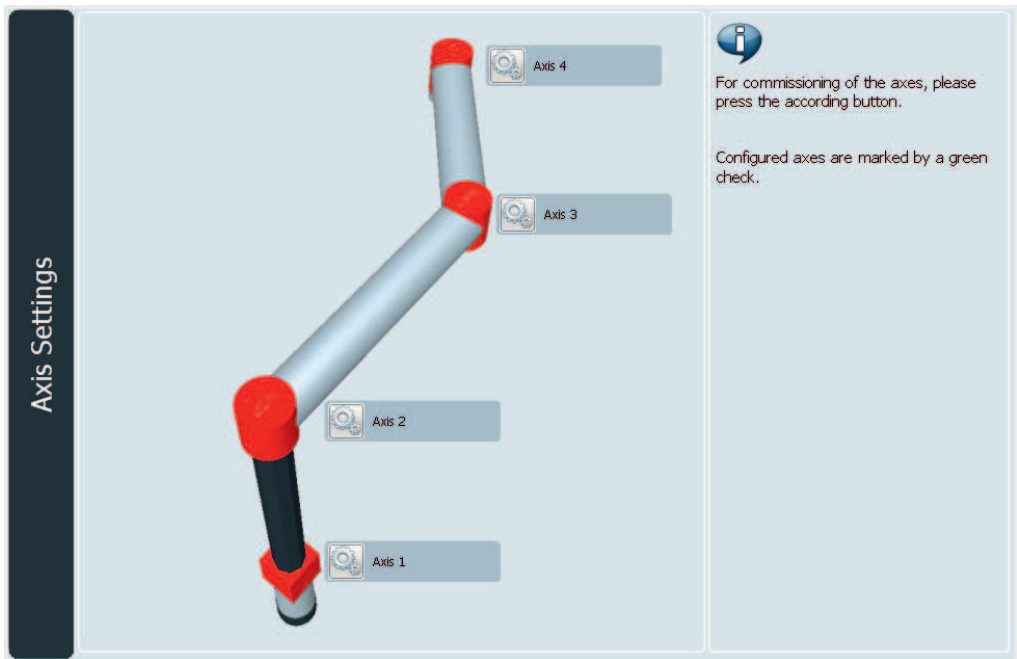 Axis Settings
Axis 4
Axis 3
Axis 2
Axis 1
For commissioning of the axes, please
press the according button.
Configured axes are marked by a green
check.